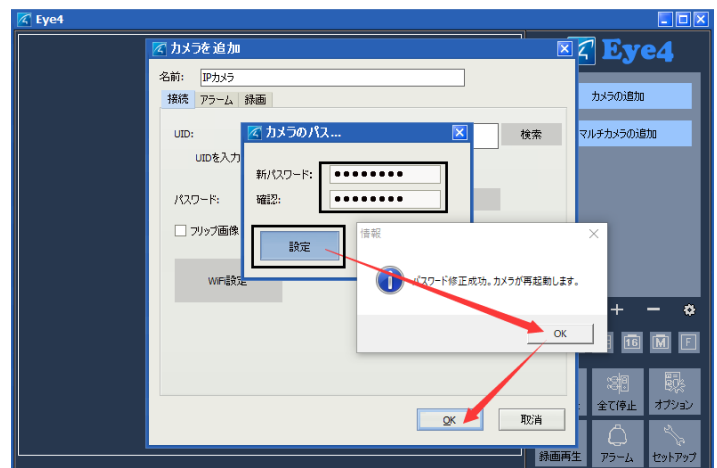 Eye4
カメラを追加
Eye4
名前: IPカメラ
接続 アラーム 録画
カメラの追加
マルチカメラの追加
UID:
検索
UIDを入力
カメラのパス...
新パスワード:
確認:
設定
パスワード:
フリップ画像
WiFi設定
情報
パスワード修正成功。カメラが再起動します。
OK
16 M F
全て停止 オプション
OK 取消
録画再生 アラーム セットアップ